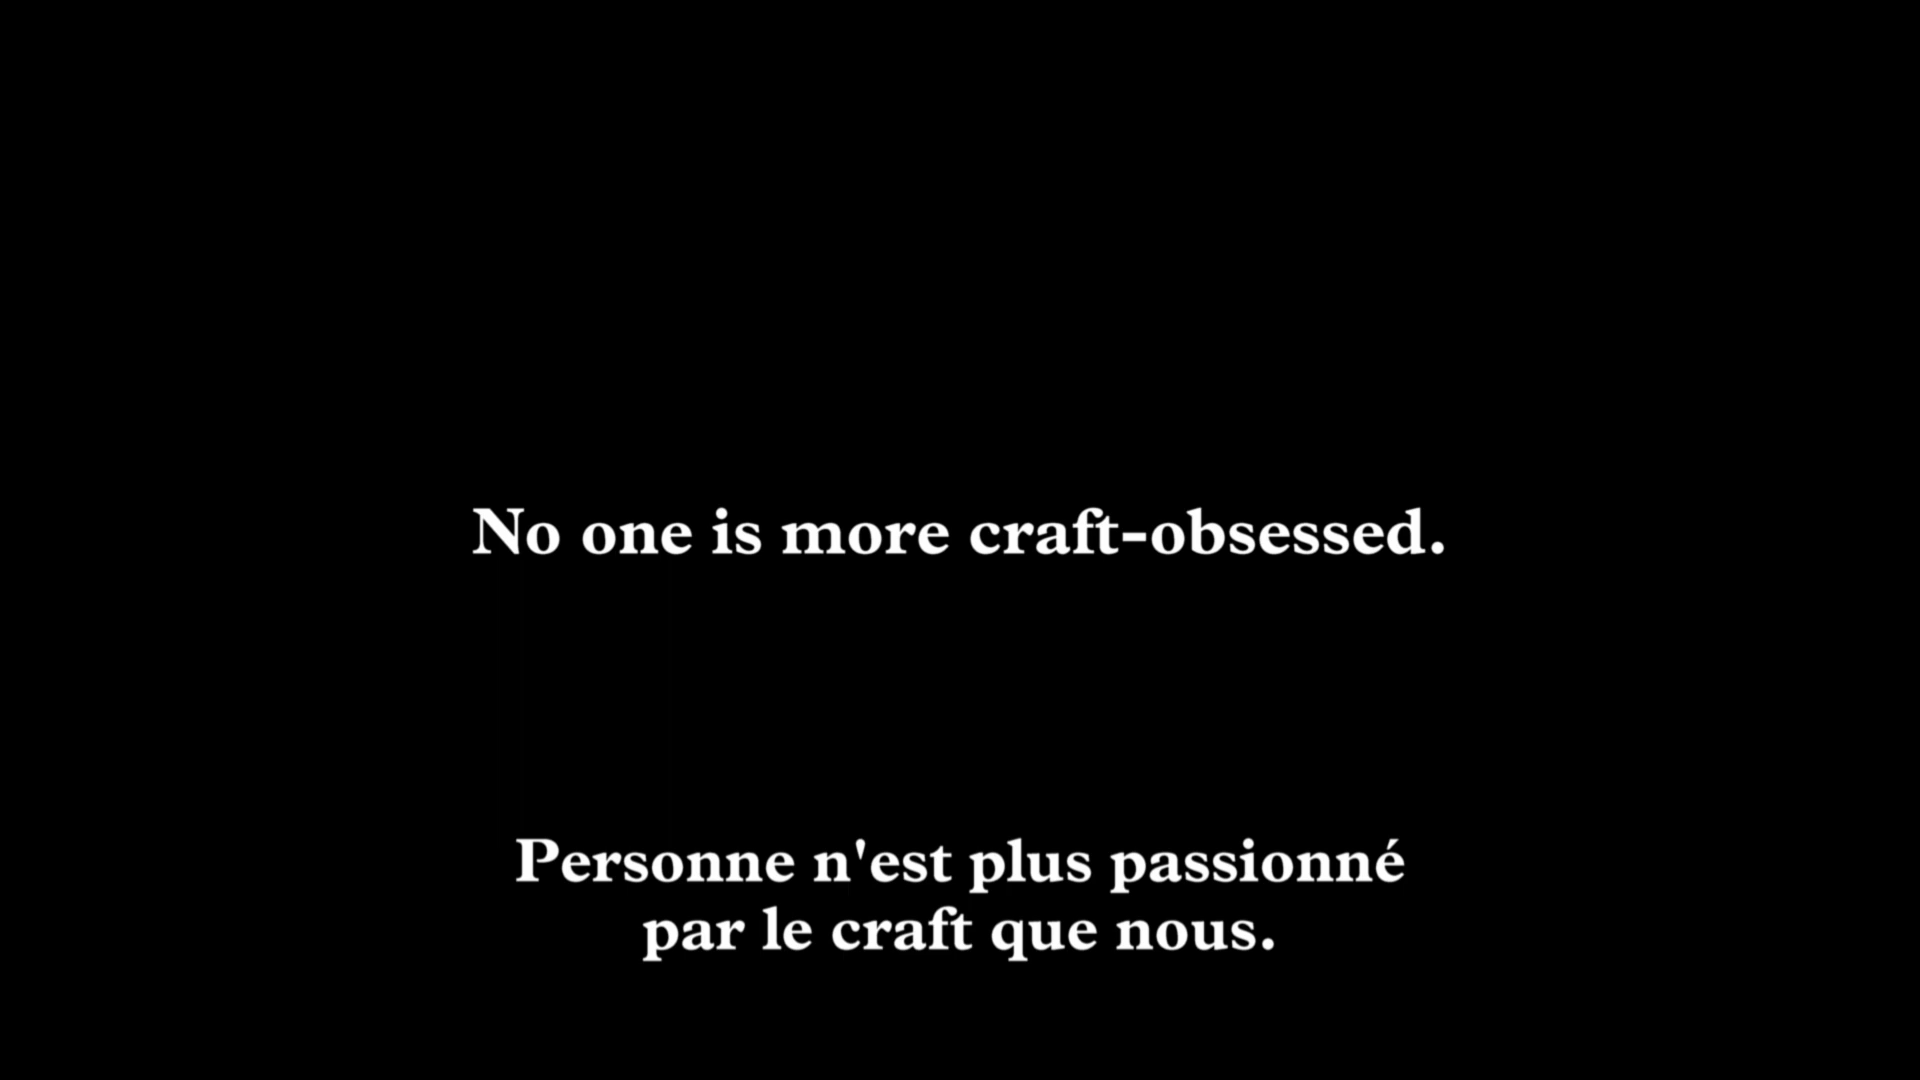 No one is more craft-obsessed.
Personne n'est plus passionné
par le craft que nous.